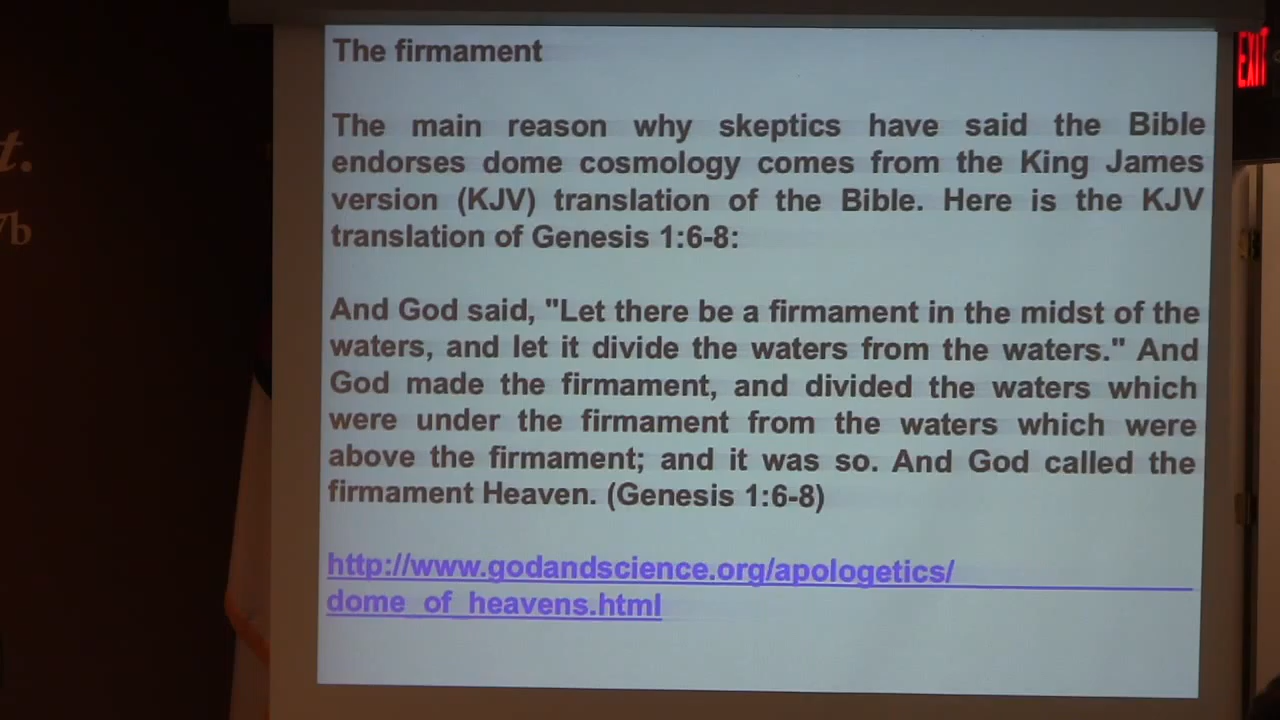 The firmament
The main reason why skeptics have said the Bible
endorses dome cosmology comes from the King James
version (KJV) translation of the Bible. Here is the KJV
translation of Genesis 1:6-8:
And God said, "Let there be a firmament in the midst of the
waters, and let it divide the waters from the waters." And
God made the firmament, and divided the waters which
were under the firmament from the waters which were
above the firmament; and it was so. And God called the
firmament Heaven. (Genesis 1:6-8)
http://www.godandscience.org/apologetics/
dome_of_heavens.html
EXIT
t.
7b